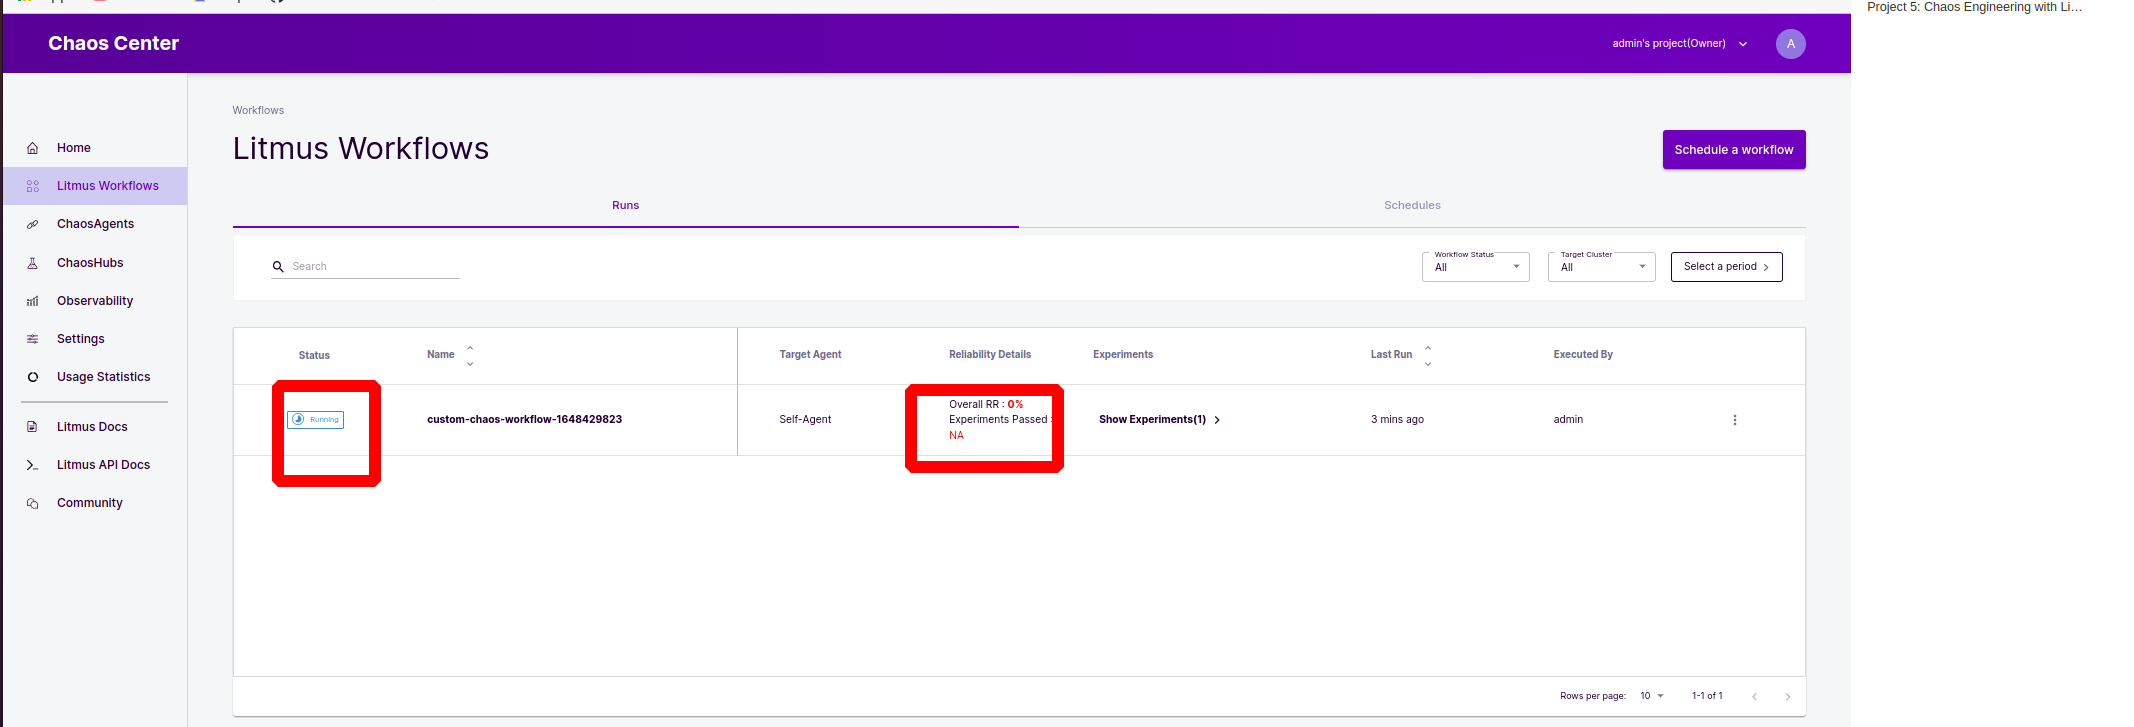 Project 5: Chaos Engineering with Li...
Chaos Center
admin's project(Owner)
A
Home
Litmus Workflows
ChaosAgents
ChaosHubs
Observability
Settings
Usage Statistics
Litmus Docs
Litmus API Docs
Community
Workflows
Litmus Workflows
Schedule a workflow
Runs
Schedules
Search
Workflow Status
All
Target Cluster
All
Select a period
Status
Name
Target Agent
Reliability Details
Experiments
Last Run
Executed By
Running
custom-chaos-workflow-1648429823
Self-Agent
Overall RR : 0%
Experiments Passed :
NA
Show Experiments(1)
3 mins ago
admin
Rows per page: 10
1-1 of 1